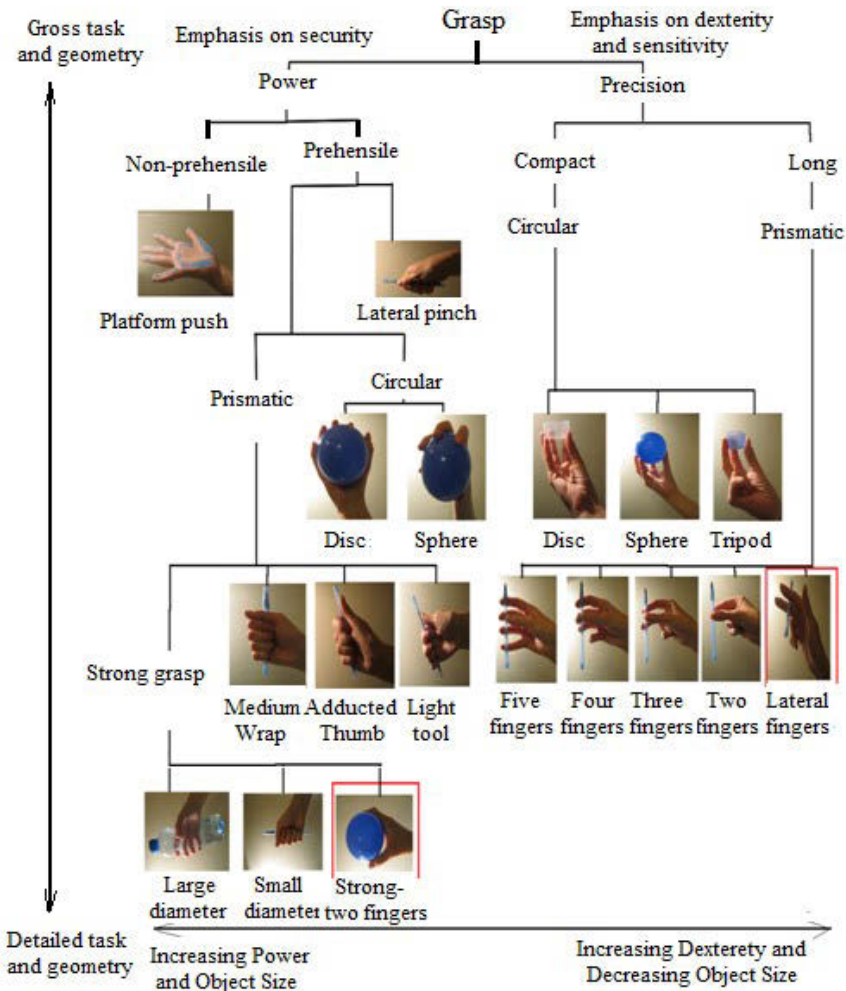 Gross task
and geometry
Emphasis on security
Grasp
Emphasis on dexterity
and sensitivity
Power
Precision
Non-prehensile
Prehensile
Compact
Long
Circular
Prismatic
Platform push
Lateral pinch
Prismatic
Circular
Disc
Sphere
Disc
Sphere
Tripod
Strong grasp
Medium
Wrap
Adducted
Thumb
Light
tool
Five
fingers
Four
fingers
Three
fingers
Two
fingers
Lateral
fingers
Large
diameter
Small
diameter
Strong-
two fingers
Detailed task
and geometry
Increasing Power
and Object Size
Increasing Dexterety and
Decreasing Object Size